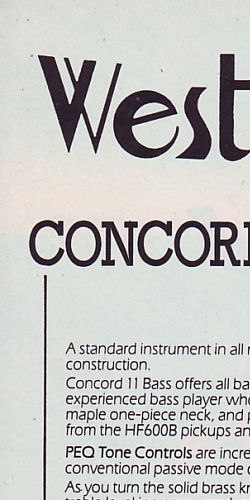 West
CONCOR
A standard instrument in all
construction.
Concord 11 Bass offers all
experienced bass player
maple one-piece neck, and
from the HF600B pickups
PEQ Tone Controls are
conventional passive mode
As you turn the solid brass